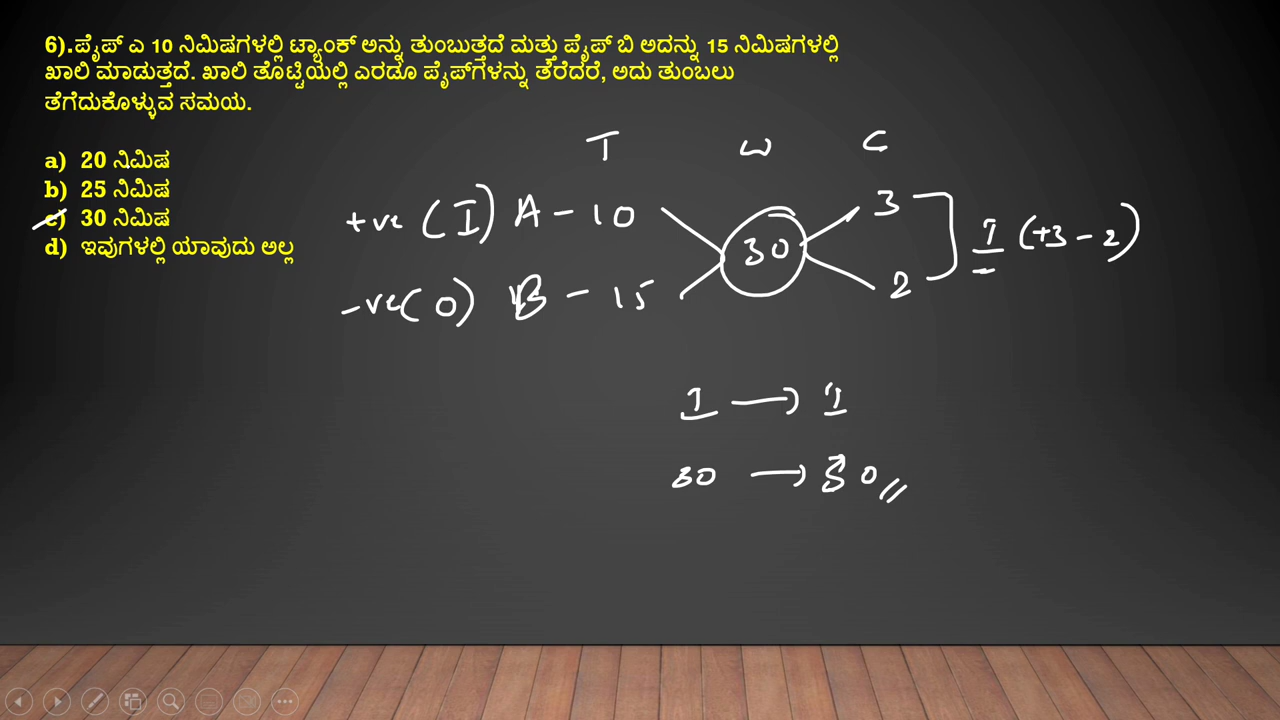 6).ಪೈಪ್ ಎ 10 ನಿಮಿಷಗಳಲ್ಲಿ ಟ್ಯಾಂಕ್ ಅನ್ನು ತುಂಬುತ್ತದೆ ಮತ್ತು ಪೈಪ್ ಬಿ ಅದನ್ನು 15 ನಿಮಿಷಗಳಲ್ಲಿ
ಖಾಲಿ ಮಾಡುತ್ತದೆ. ಖಾಲಿ ತೊಟ್ಟಿಯಲ್ಲಿ ಎರಡೂ ಪೈಪ್‌ಗಳನ್ನು ತೆರೆದರೆ, ಅದು ತುಂಬಲು
ತೆಗೆದುಕೊಳ್ಳುವ ಸಮಯ.
a) 20 ನಿಮಿಷ
b) 25 ನಿಮಿಷ
c) 30 ನಿಮಿಷ
d) ಇವುಗಳಲ್ಲಿ ಯಾವುದು ಅಲ್ಲ
T W C
+ve (I) A - 10 3
30 1 (+3 - 2)
-ve (O) B - 15 2
1 → 1
30 → 30